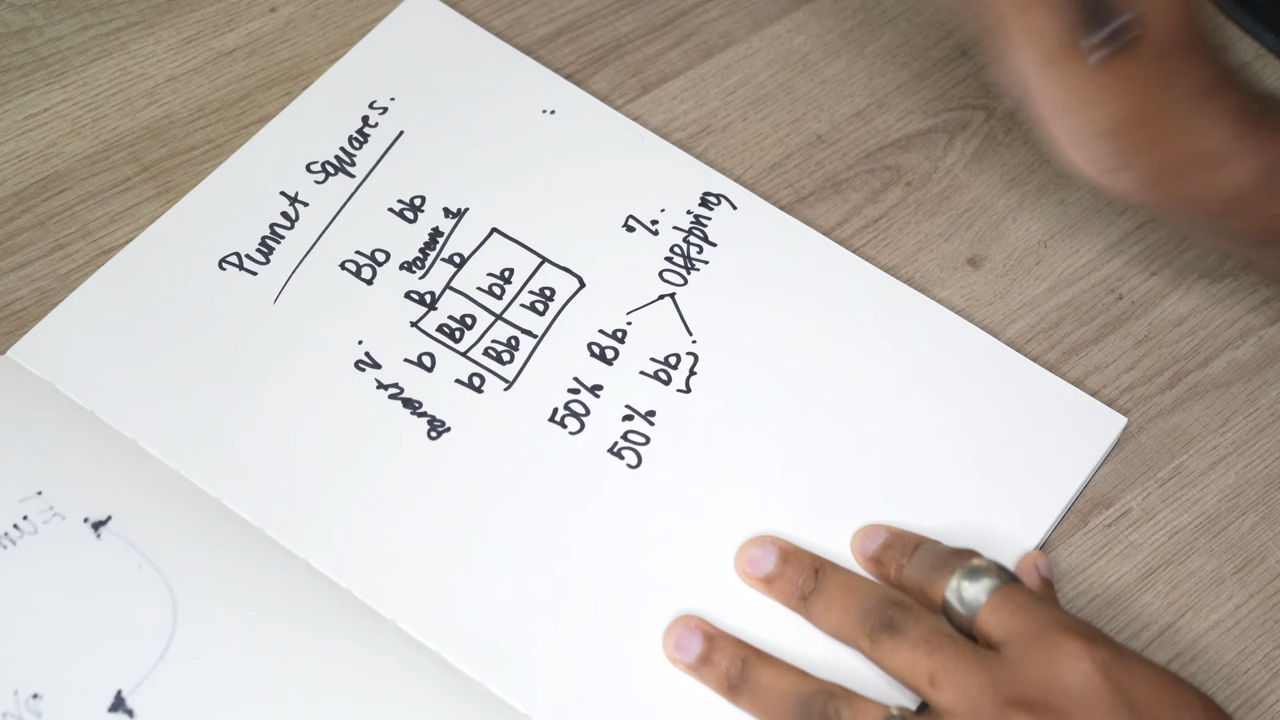 Punnet Squares.
Bb bb
Parent 1
B b
Parent 2.
b Bb bb
b Bb bb
%.
50% Bb. Offspring
50% bb.